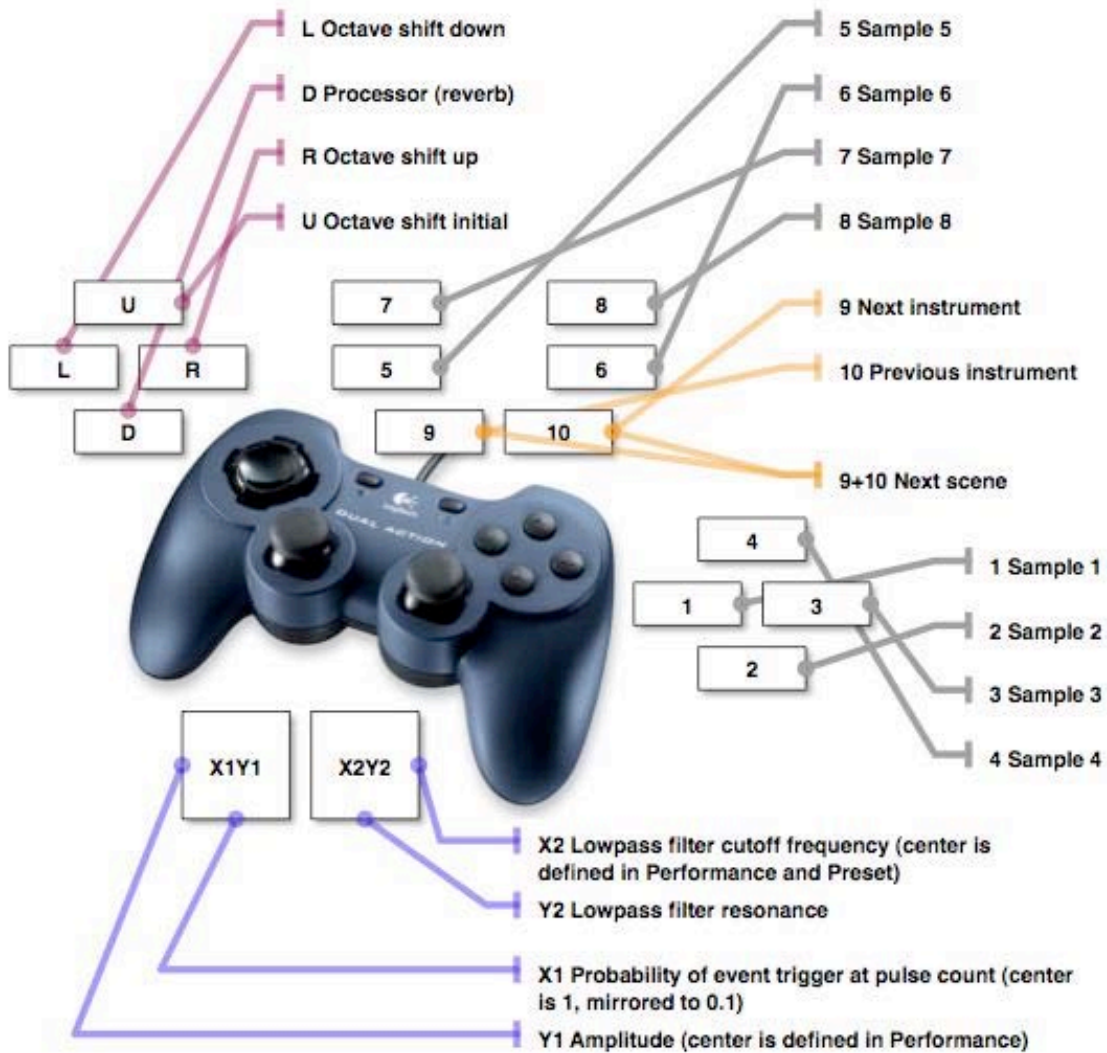 L Octave shift down
D Processor (reverb)
R Octave shift up
U Octave shift initial
5 Sample 5
6 Sample 6
7 Sample 7
8 Sample 8
9 Next instrument
10 Previous instrument
9+10 Next scene
U
L
R
D
7
8
5
6
9
10
Logitech
DUAL ACTION
4
1
3
2
1 Sample 1
2 Sample 2
3 Sample 3
4 Sample 4
X1Y1
X2Y2
X2 Lowpass filter cutoff frequency (center is
defined in Performance and Preset)
Y2 Lowpass filter resonance
X1 Probability of event trigger at pulse count (center
is 1, mirrored to 0.1)
Y1 Amplitude (center is defined in Performance)